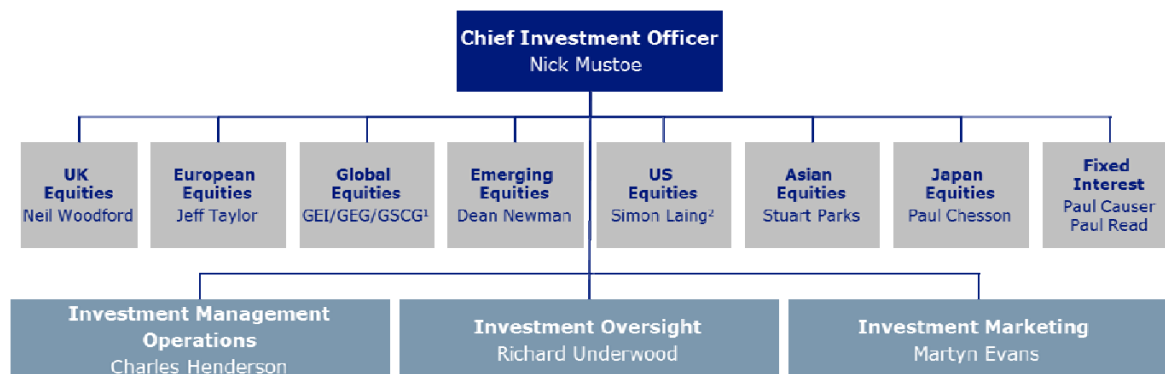 Chief Investment Officer
Nick Mustoe
UK
Equities
Neil Woodford
European
Equities
Jeff Taylor
Global
Equities
GEI/GEG/GSCG¹
Emerging
Equities
Dean Newman
US
Equities
Simon Laing²
Asian
Equities
Stuart Parks
Japan
Equities
Paul Chesson
Fixed
Interest
Paul Causer
Paul Read
Investment Management
Operations
Charles Henderson
Investment Oversight
Richard Underwood
Investment Marketing
Martyn Evans